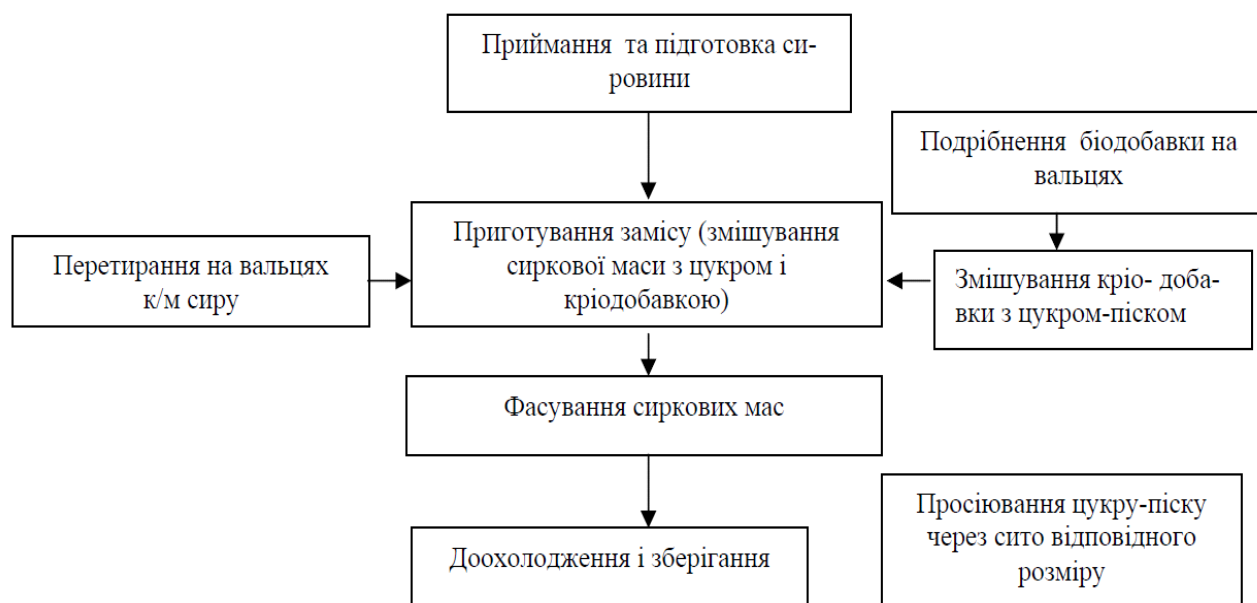 Приймання та підготовка си-
ровини
Подрібнення біодобавки на
вальцях
Перетирання на вальцях
к/м сиру
Приготування замісу (змішування
сиркової маси з цукром і
кріодобавкою)
Змішування кріо- доба-
вки з цукром-піском
Фасування сиркових мас
Доохолодження і зберігання
Просіювання цукру-піску
через сито відповідного
розміру